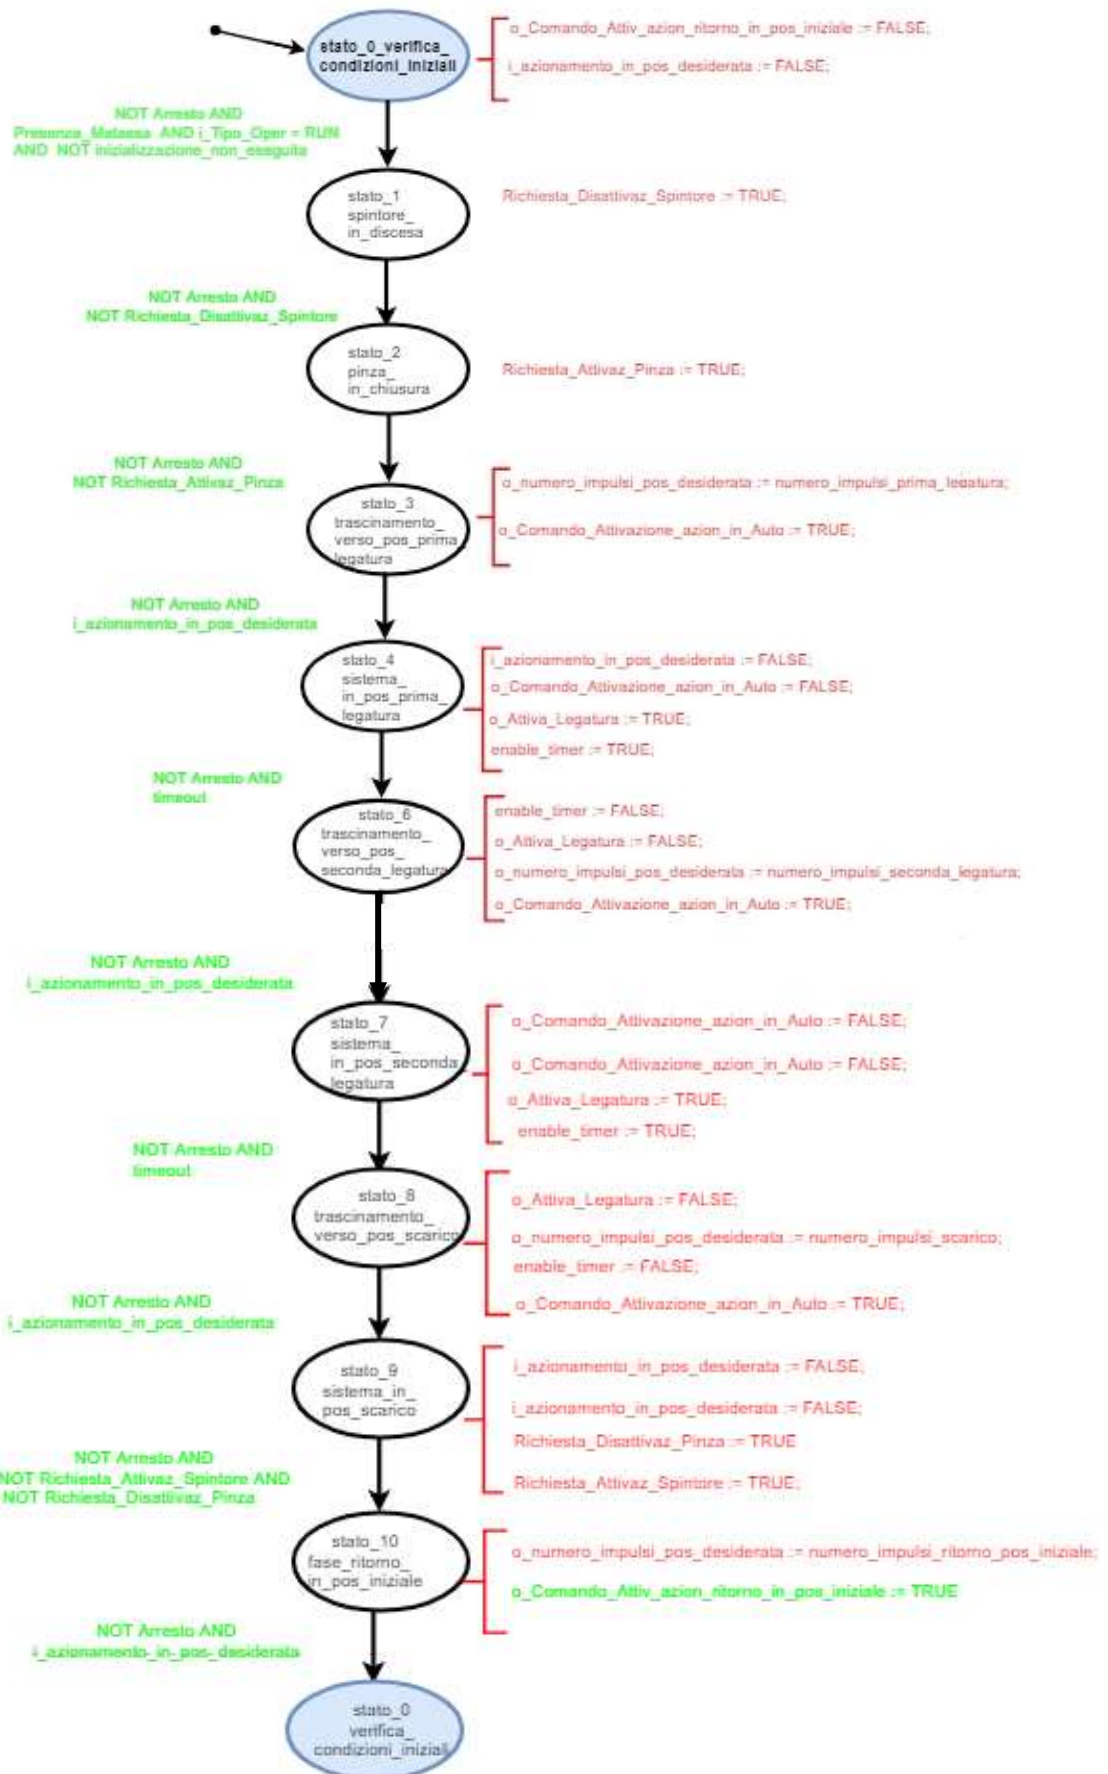 o_Comando_Attiv_azion_ritorno_in_pos_iniziale := FALSE;
stato_0_verifica_
condizioni_iniziali
i_azionamento_in_pos_desiderata := FALSE;
NOT Arresto AND
Presenza_Matassa AND i_Tipo_Oper = RUN
AND NOT inizializzazione_non_eseguita
stato_1
spintore_
in_discesa
Richiesta_Disattivaz_Spintore := TRUE;
NOT Arresto AND
NOT Richiesta_Disattivaz_Spintore
stato_2
pinza_
in_chiusura
Richiesta_Attivaz_Pinza := TRUE;
NOT Arresto AND
NOT Richiesta_Attivaz_Pinza
stato_3
trascinamento_
verso_pos_prima
legatura
o_numero_impulsi_pos_desiderata := numero_impulsi_prima_legatura;
o_Comando_Attivazione_azion_in_Auto := TRUE;
NOT Arresto AND
i_azionamento_in_pos_desiderata
stato_4
sistema_
in_pos_prima_
legatura
i_azionamento_in_pos_desiderata := FALSE;
o_Comando_Attivazione_azion_in_Auto := FALSE;
o_Attiva_Legatura := TRUE;
enable_timer := TRUE;
NOT Arresto AND
timeout
stato_6
trascinamento_
verso_pos_
seconda_legatura
enable_timer := FALSE;
o_Attiva_Legatura := FALSE;
o_numero_impulsi_pos_desiderata := numero_impulsi_seconda_legatura;
o_Comando_Attivazione_azion_in_Auto := TRUE;
NOT Arresto AND
i_azionamento_in_pos_desiderata
stato_7
sistema_
in_pos_seconda_
legatura
o_Comando_Attivazione_azion_in_Auto := FALSE;
o_Comando_Attivazione_azion_in_Auto := FALSE;
o_Attiva_Legatura := TRUE;
enable_timer := TRUE;
NOT Arresto AND
timeout
stato_8
trascinamento_
verso_pos_scarico
o_Attiva_Legatura := FALSE;
o_numero_impulsi_pos_desiderata := numero_impulsi_scarico;
enable_timer := FALSE;
o_Comando_Attivazione_azion_in_Auto := TRUE;
NOT Arresto AND
i_azionamento_in_pos_desiderata
stato_9
sistema_in_
pos_scarico
i_azionamento_in_pos_desiderata := FALSE;
i_azionamento_in_pos_desiderata := FALSE;
Richiesta_Disattivaz_Pinza := TRUE
Richiesta_Attivaz_Spintore := TRUE;
NOT Arresto AND
NOT Richiesta_Attivaz_Spintore AND
NOT Richiesta_Disattivaz_Pinza
stato_10
fase_ritorno_
in_pos_iniziale
o_numero_impulsi_pos_desiderata := numero_impulsi_ritorno_pos_iniziale;
o_Comando_Attiv_azion_ritorno_in_pos_iniziale := TRUE
NOT Arresto AND
i_azionamento-in-pos-desiderata
stato_0
verifica_
condizioni_iniziali